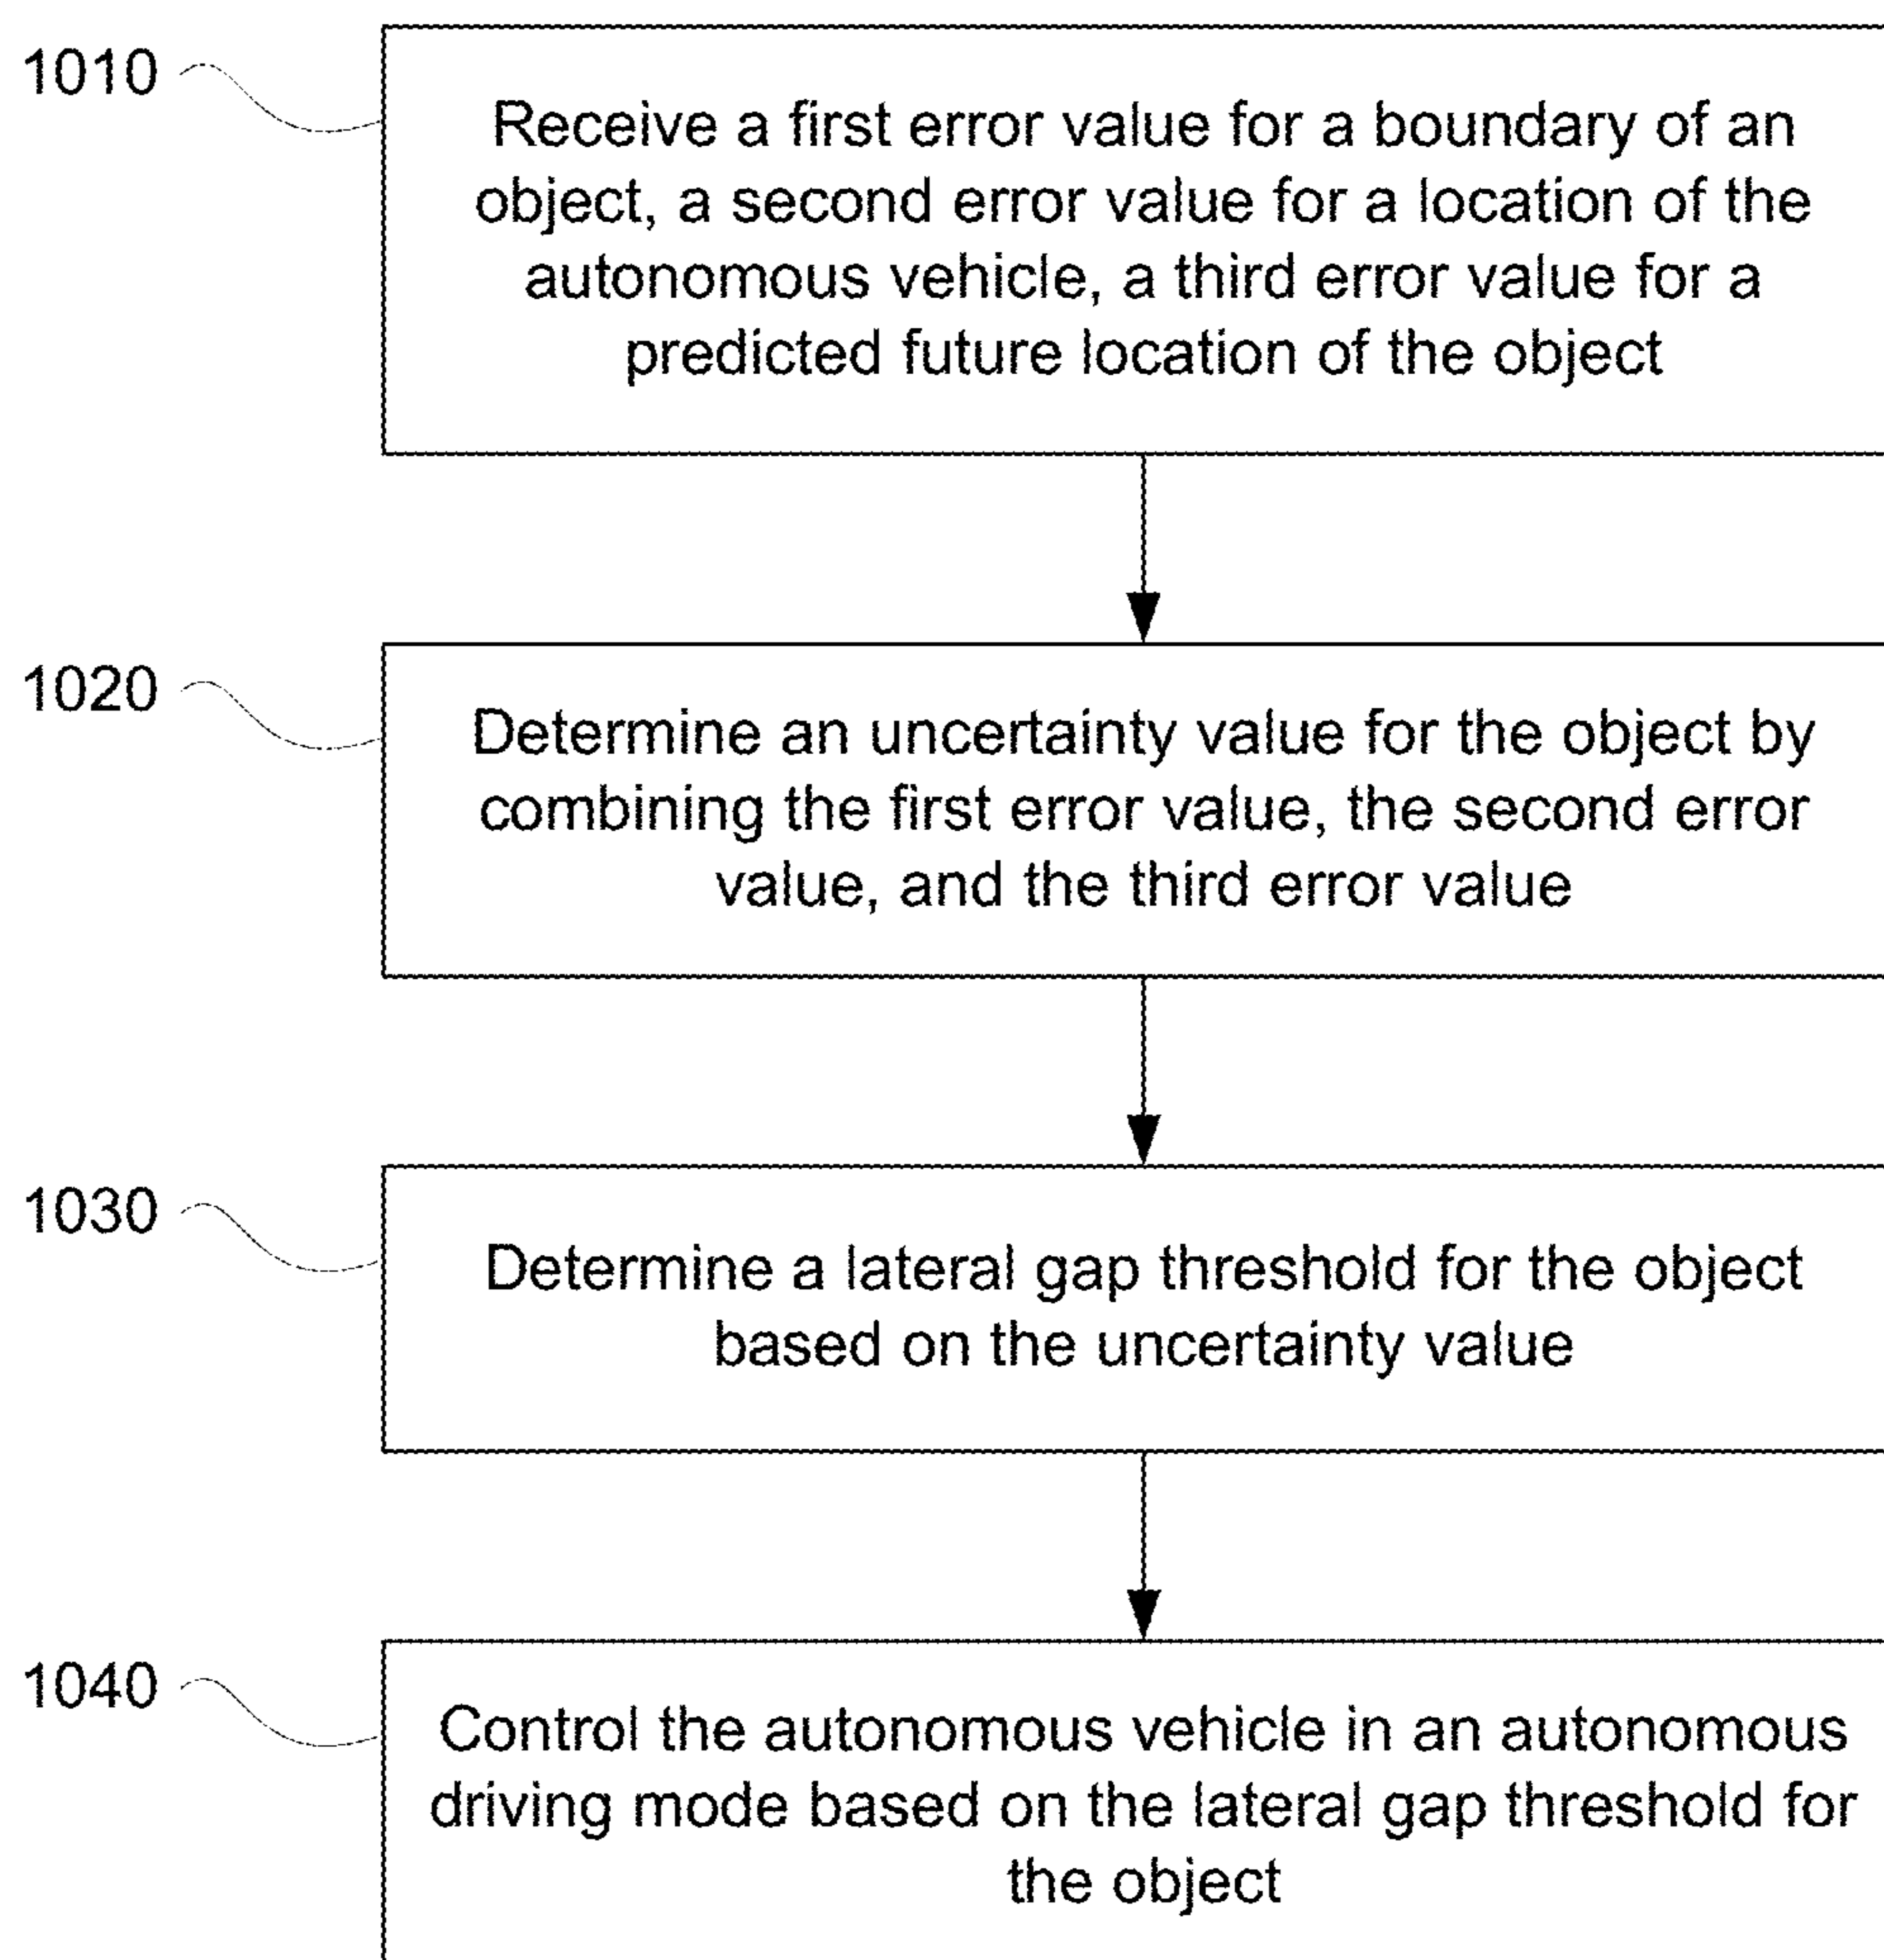 1010
Receive a first error value for a boundary of an
object, a second error value for a location of the
autonomous vehicle, a third error value for a
predicted future location of the object
1020
Determine an uncertainty value for the object by
combining the first error value, the second error
value, and the third error value
1030
Determine a lateral gap threshold for the object
based on the uncertainty value
1040
Control the autonomous vehicle in an autonomous
driving mode based on the lateral gap threshold for
the object